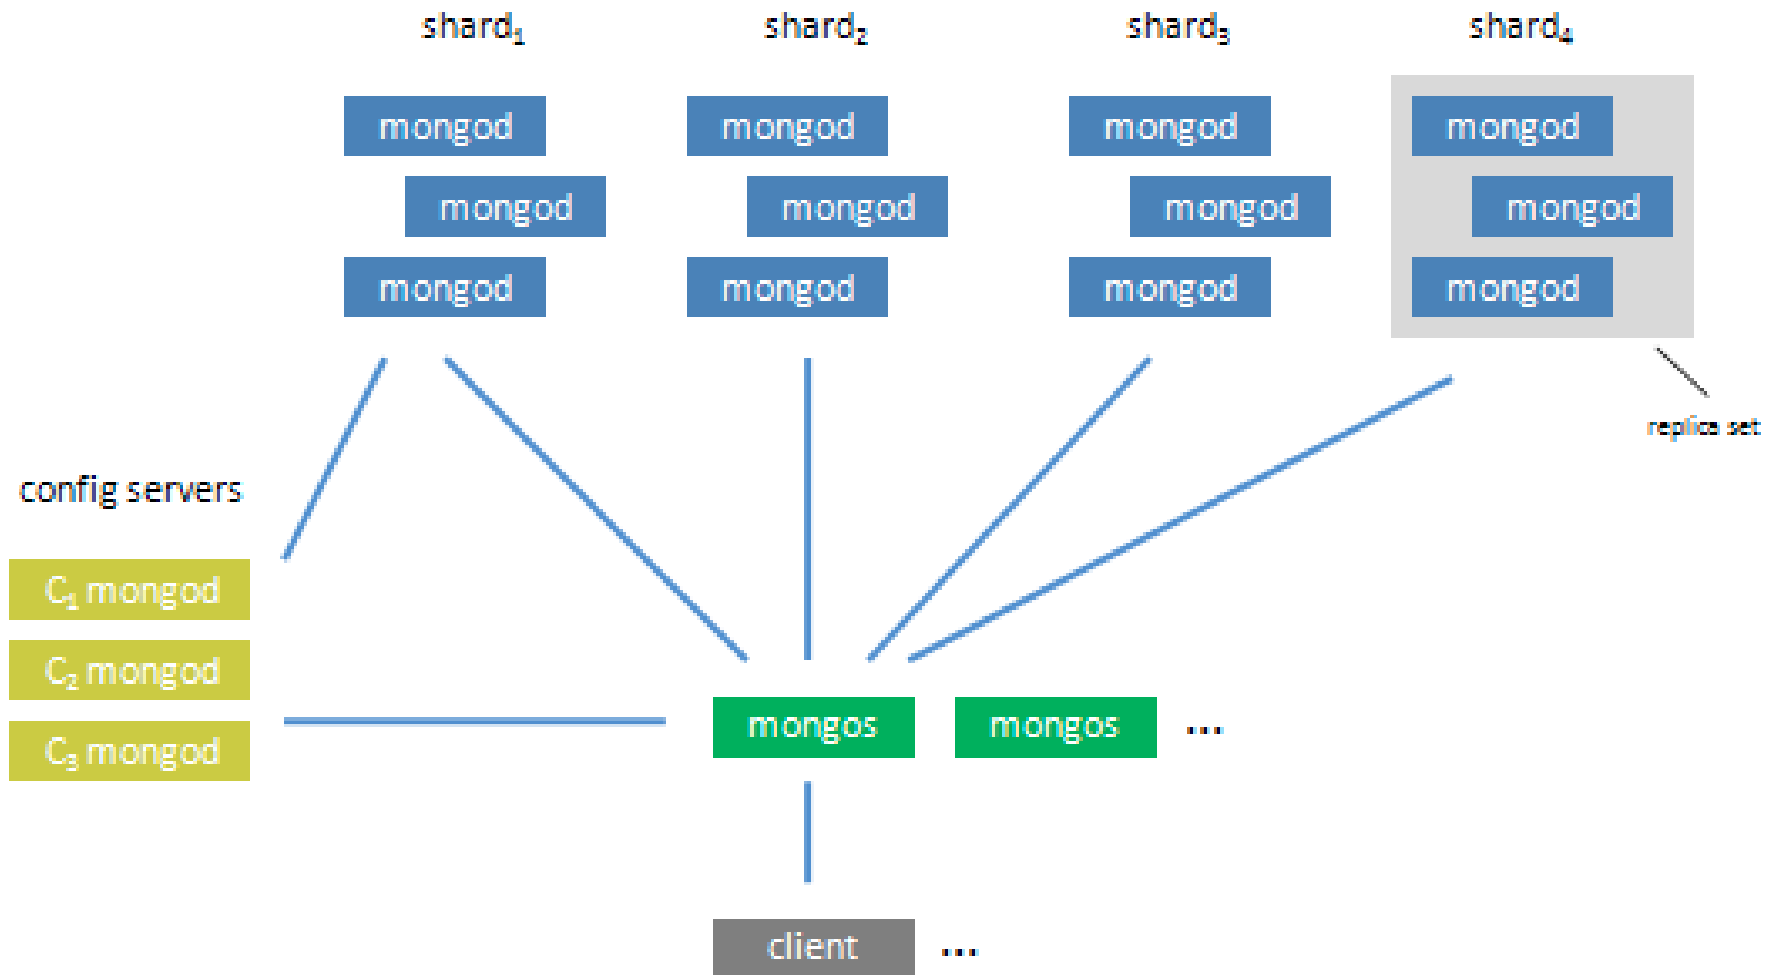 shard₁ shard₂ shard₃ shard₄
mongod mongod mongod mongod
mongod mongod mongod mongod
mongod mongod mongod mongod
replica set
config servers
C₁ mongod
C₂ mongod
mongos mongos ...
C₃ mongod
client ...